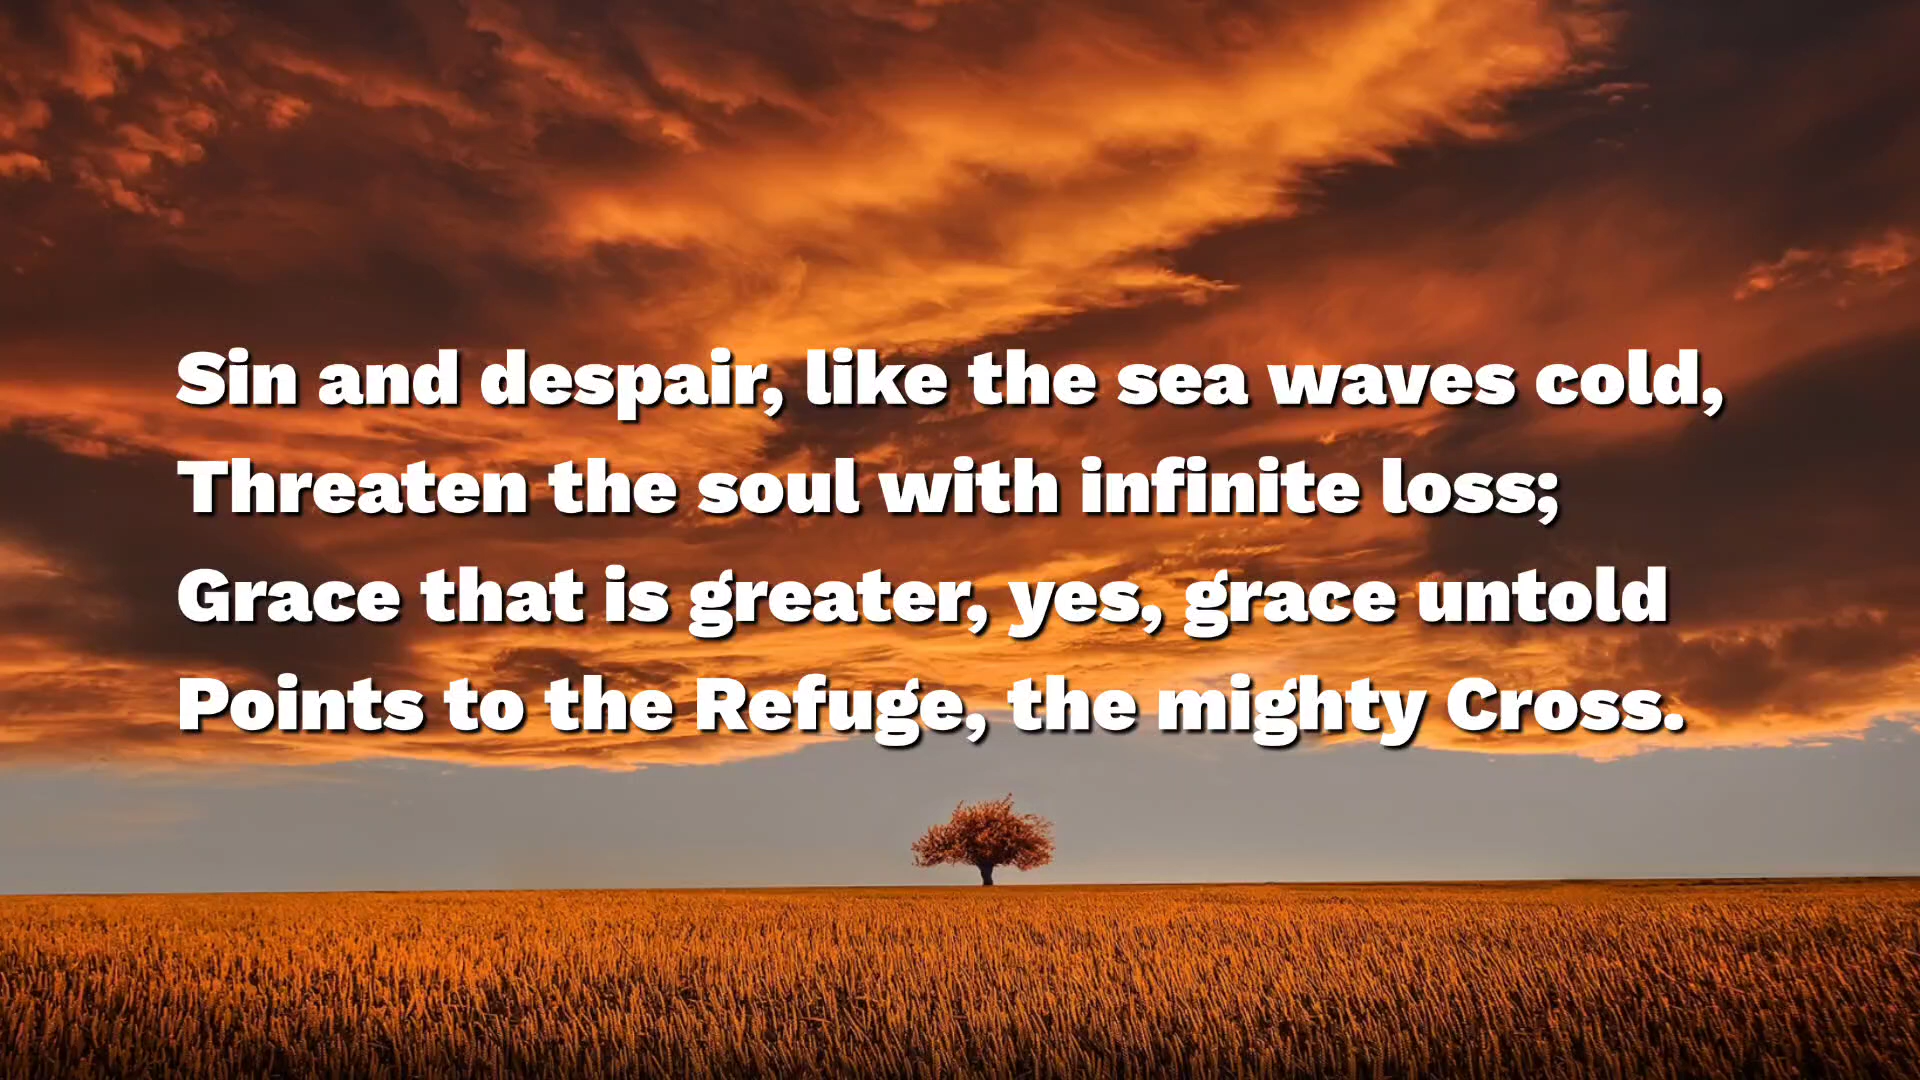 Sin and despair, like the sea waves cold,
Threaten the soul with infinite loss;
Grace that is greater, yes, grace untold
Points to the Refuge, the mighty Cross.